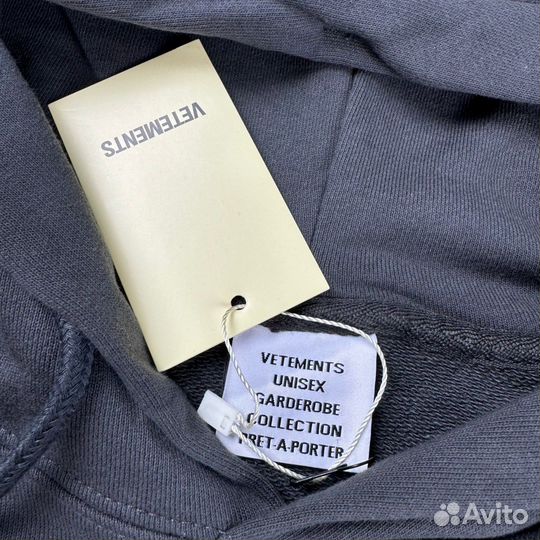 VETEMENTS
VETEMENTS
UNISEX
GARDEROBE
COLLECTION
PRET-A-PORTER
Avito